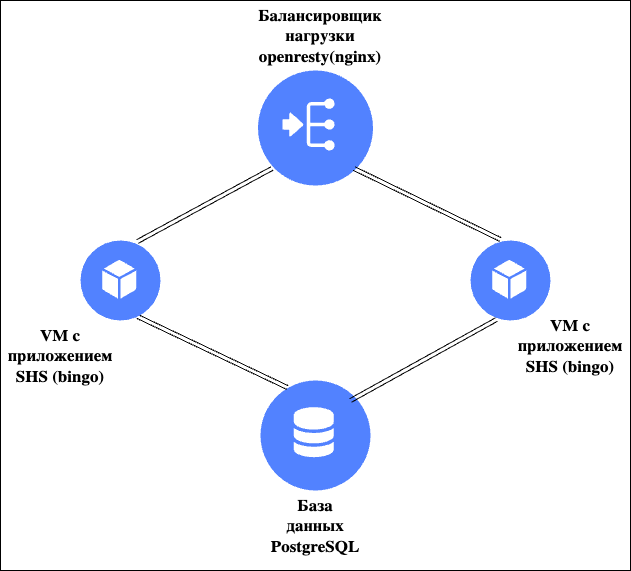 Балансировщик
нагрузки
openresty(nginx)
VM с
приложением
SHS (bingo)
VM с
приложением
SHS (bingo)
База
данных
PostgreSQL